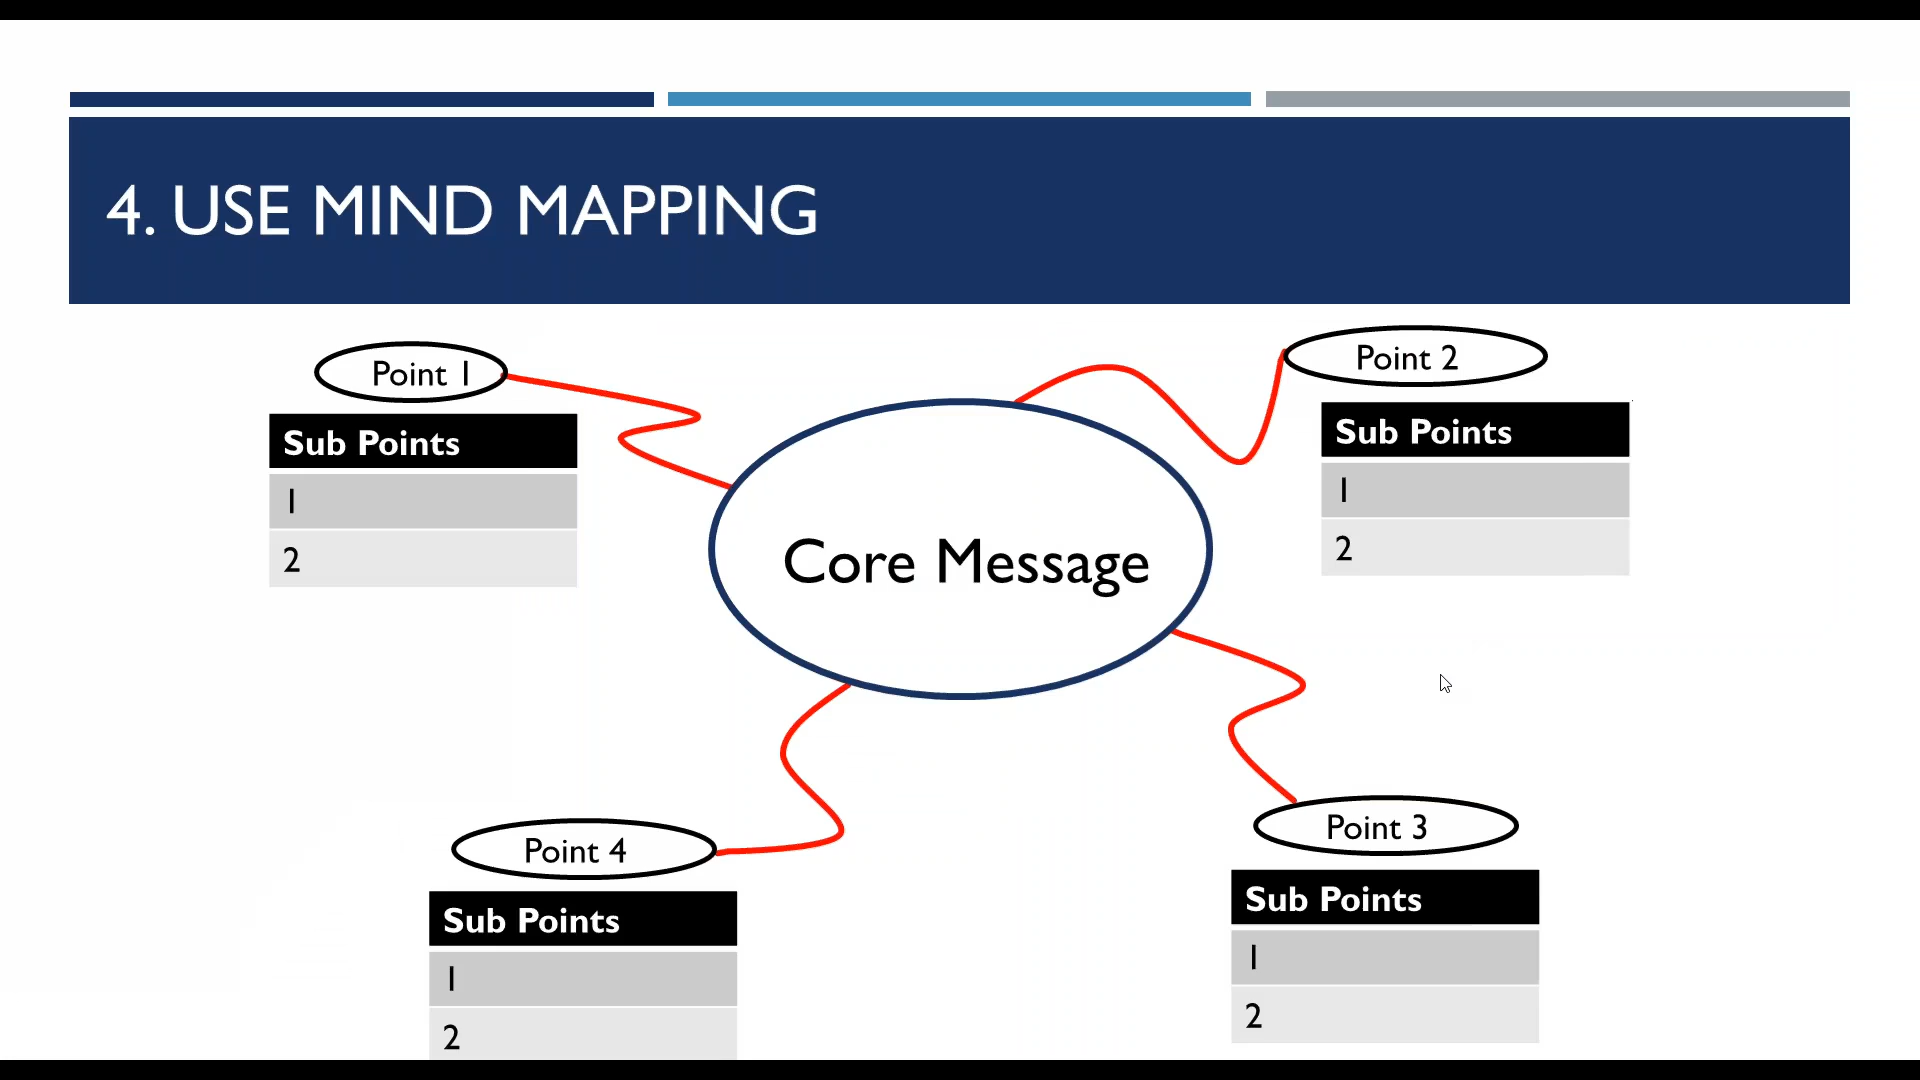 4. USE MIND MAPPING
Point 1
Sub Points
1
2
Point 2
Sub Points
1
2
Core Message
Point 4
Sub Points
1
2
Point 3
Sub Points
1
2